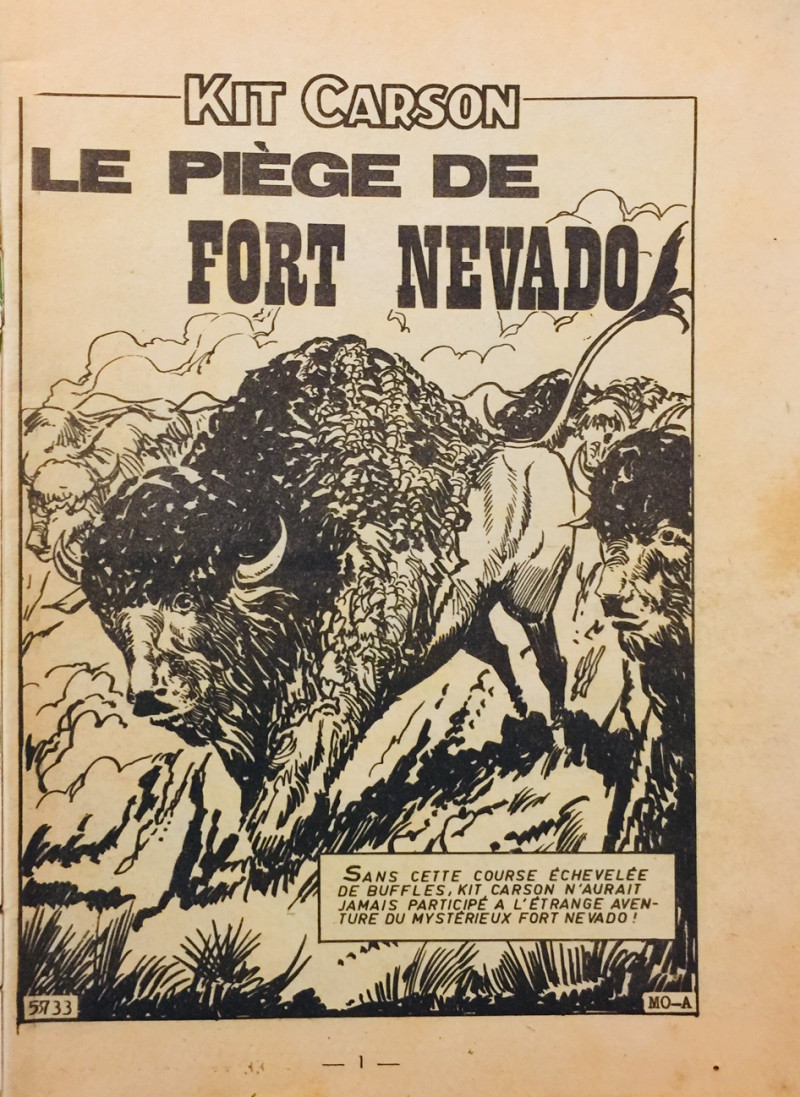 KIT CARSON
LE PIÈGE DE
FORT NEVADO
SANS CETTE COURSE ÉCHEVELÉE
DE BUFFLES, KIT CARSON N'AURAIT
JAMAIS PARTICIPÉ A L'ÉTRANGE AVEN-
TURE DU MYSTÉRIEUX FORT NEVADO!
MO-A
— 1 —